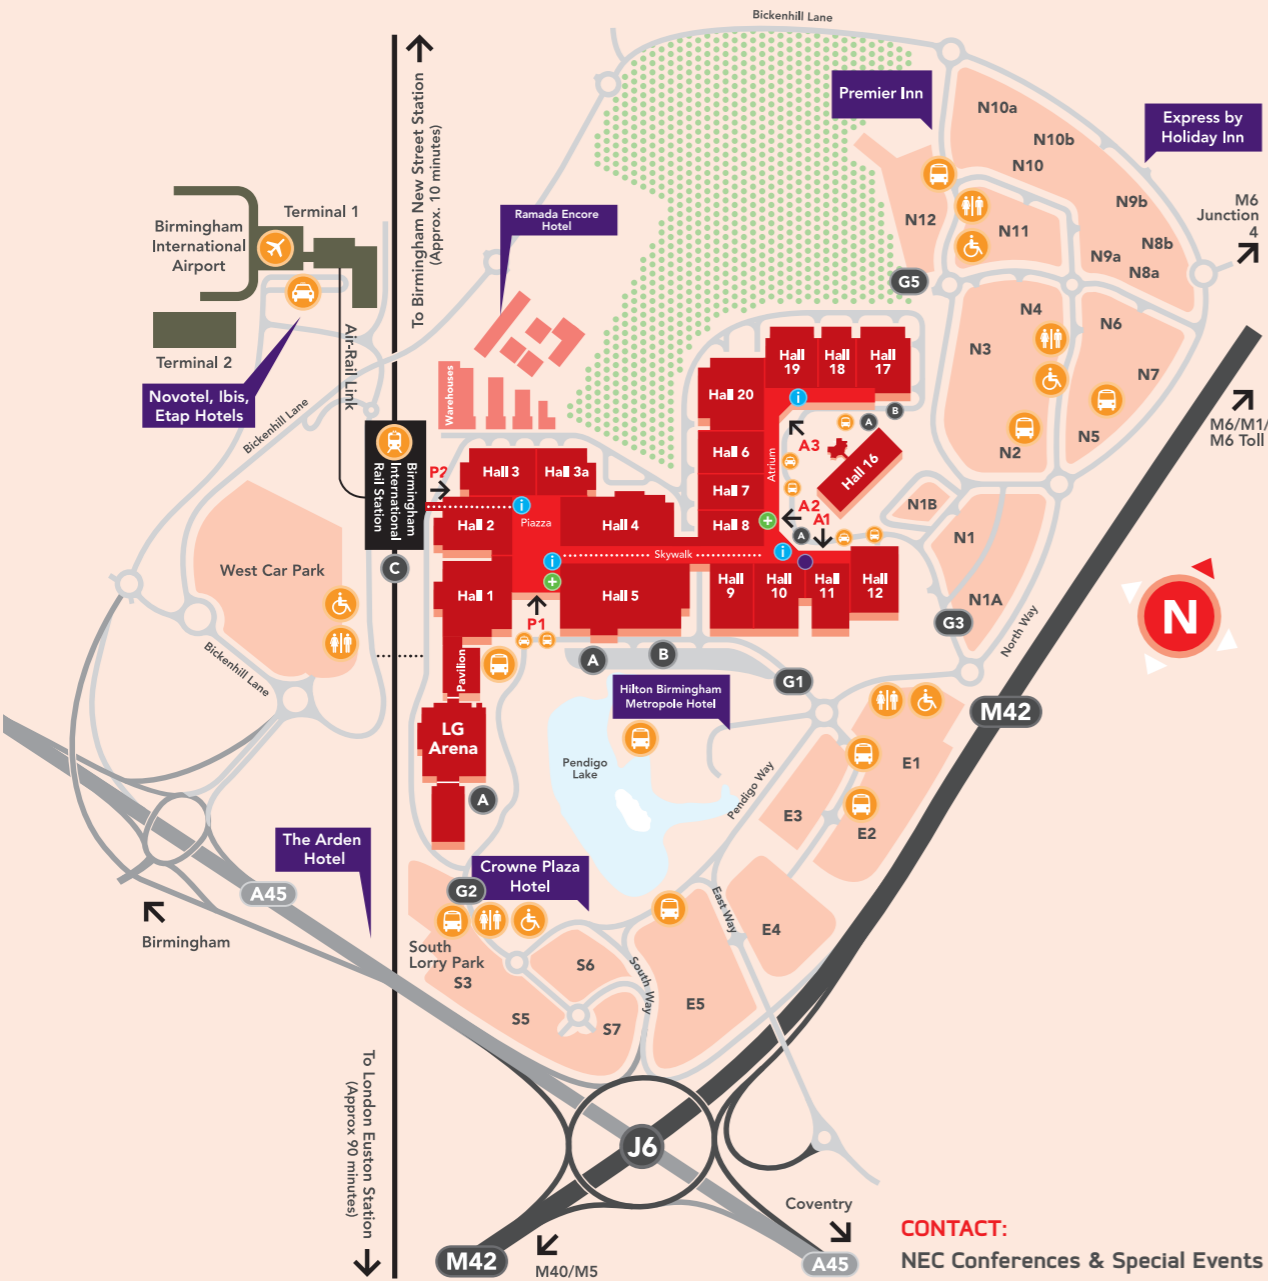 Bickenhill Lane
To Birmingham New Street Station
(Approx. 10 minutes)
Premier Inn
N10a
N10b
N10
Express by
Holiday Inn
M6
Junction
4
N9b
N8b
N9a
N8a
N12
N11
G5
Ramada Encore
Hotel
Terminal 1
Birmingham
International
Airport
Terminal 2
Air-Rail Link
Novotel, Ibis,
Etap Hotels
Bickenhill Lane
Warehouses
N4
N3
N6
N7
N5
N2
M6/M1/
M6 Toll
Hall
19
Hall
18
Hall
17
Hall 20
i
B
A
A3
Atrium
Hall 6
Hall 7
Hall 8
Hall 16
A2
A1
A
N1B
N1
N1A
G3
North Way
Birmingham
International
Rail Station
C
P2
Hall 3
Hall 3a
i
Piazza
Hall 2
Hall 4
i
Skywalk
i
Hall 1
Hall 5
Hall
9
Hall
10
Hall
11
Hall
12
P1
Pavilion
A
B
G1
West Car Park
Bickenhill Lane
LG
Arena
A
Hilton Birmingham
Metropole Hotel
Pendigo
Lake
Pendigo Way
M42
N
E1
E3
E2
The Arden
Hotel
A45
Birmingham
Crowne Plaza
Hotel
G2
South
Lorry Park
S3
S6
S5
S7
South Way
East Way
E4
E5
To London Euston Station
(Approx 90 minutes)
J6
Coventry
M42
M40/M5
A45
CONTACT:
NEC Conferences & Special Events